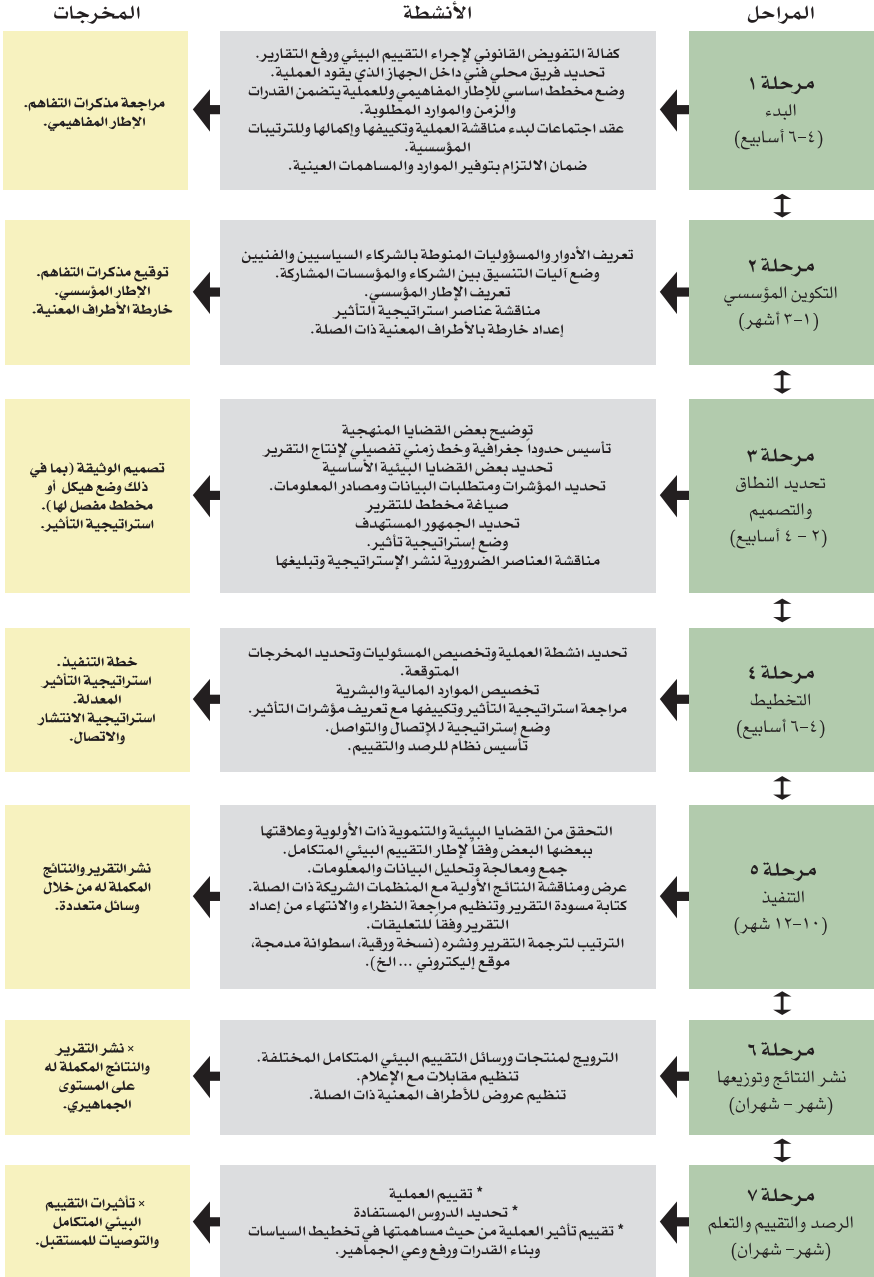 المراحل
الأنشطة
المخرجات
مرحلة ١
البدء
(٤-٦ أسابيع)
كفالة التفويض القانوني لإجراء التقييم البيئي ورفع التقارير.
تحديد فريق محلي فني داخل الجهاز الذي يقود العملية.
وضع مخطط اساسي للإطار المفاهيمي وللعملية يتضمن القدرات
والزمن والموارد المطلوبة.
عقد اجتماعات لبدء مناقشة العملية وتكييفها وإكمالها وللترتيبات
المؤسسية.
ضمان الالتزام بتوفير الموارد والمساهمات العينية.
مراجعة مذكرات التفاهم.
الإطار المفاهيمي.
مرحلة ٢
التكوين المؤسسي
(١-٣ أشهر)
تعريف الأدوار والمسؤوليات المنوطة بالشركاء السياسيين والفنيين
وضع آليات التنسيق بين الشركاء والمؤسسات المشاركة.
تعريف الإطار المؤسسي.
مناقشة عناصر استراتيجية التأثير
إعداد خارطة بالأطراف المعنية ذات الصلة.
توقيع مذكرات التفاهم.
الإطار المؤسسي.
خارطة الأطراف المعنية.
مرحلة ٣
تحديد النطاق
والتصميم
(٢ - ٤ أسابيع)
توضيح بعض القضايا المنهجية
تأسيس حدوداً جغرافية وخط زمني تفصيلي لإنتاج التقرير
تحديد بعض القضايا البيئية الأساسية
تحديد المؤشرات ومتطلبات البيانات ومصادر المعلومات.
صياغة مخطط للتقرير
تحديد الجمهور المستهدف
وضع إستراتيجية تأثير.
مناقشة العناصر الضرورية لنشر الإستراتيجية وتبليغها
تصميم الوثيقة (بما في
ذلك وضع هيكل أو
مخطط مفصل لها).
استراتيجية التأثير.
مرحلة ٤
التخطيط
(٤-٦ أسابيع)
تحديد انشطة العملية وتخصيص المسئوليات وتحديد المخرجات
المتوقعة.
تخصيص الموارد المالية والبشرية
مراجعة استراتيجية التأثير وتكييفها مع تعريف مؤشرات التأثير.
وضع إستراتيجية للإتصال والتواصل.
تأسيس نظام للرصد والتقييم.
خطة التنفيذ.
استراتيجية التأثير
المعدلة.
استراتيجية الانتشار
والاتصال.
مرحلة ٥
التنفيذ
(١٠-١٢ شهر)
التحقق من القضايا البيئية والتنموية ذات الأولوية وعلاقتها
ببعضها البعض وفقاً لإطار التقييم البيئي المتكامل.
جمع ومعالجة وتحليل البيانات والمعلومات.
عرض ومناقشة النتائج الأولية مع المنظمات الشريكة ذات الصلة.
كتابة مسودة التقرير وتنظيم مراجعة النظراء والانتهاء من إعداد
التقرير وفقاً للتعليقات.
الترتيب لترجمة التقرير ونشره (نسخة ورقية، اسطوانة مدمجة،
موقع إليكتروني ... الخ).
نشر التقرير والنتائج
المكملة له من خلال
وسائل متعددة.
مرحلة ٦
نشر النتائج وتوزيعها
(شهر - شهران)
الترويج لمنتجات ورسائل التقييم البيئي المتكامل المختلفة.
تنظيم مقابلات مع الإعلام.
تنظيم عروض للأطراف المعنية ذات الصلة.
× نشر التقرير
والنتائج المكملة له
على المستوى
الجماهيري.
مرحلة ٧
الرصد والتقييم والتعلم
(شهر- شهران)
* تقييم العملية
* تحديد الدروس المستفادة
* تقييم تأثير العملية من حيث مساهمتها في تخطيط السياسات
وبناء القدرات ورفع وعي الجماهير.
× تأثيرات التقييم
البيئي المتكامل
والتوصيات للمستقبل.